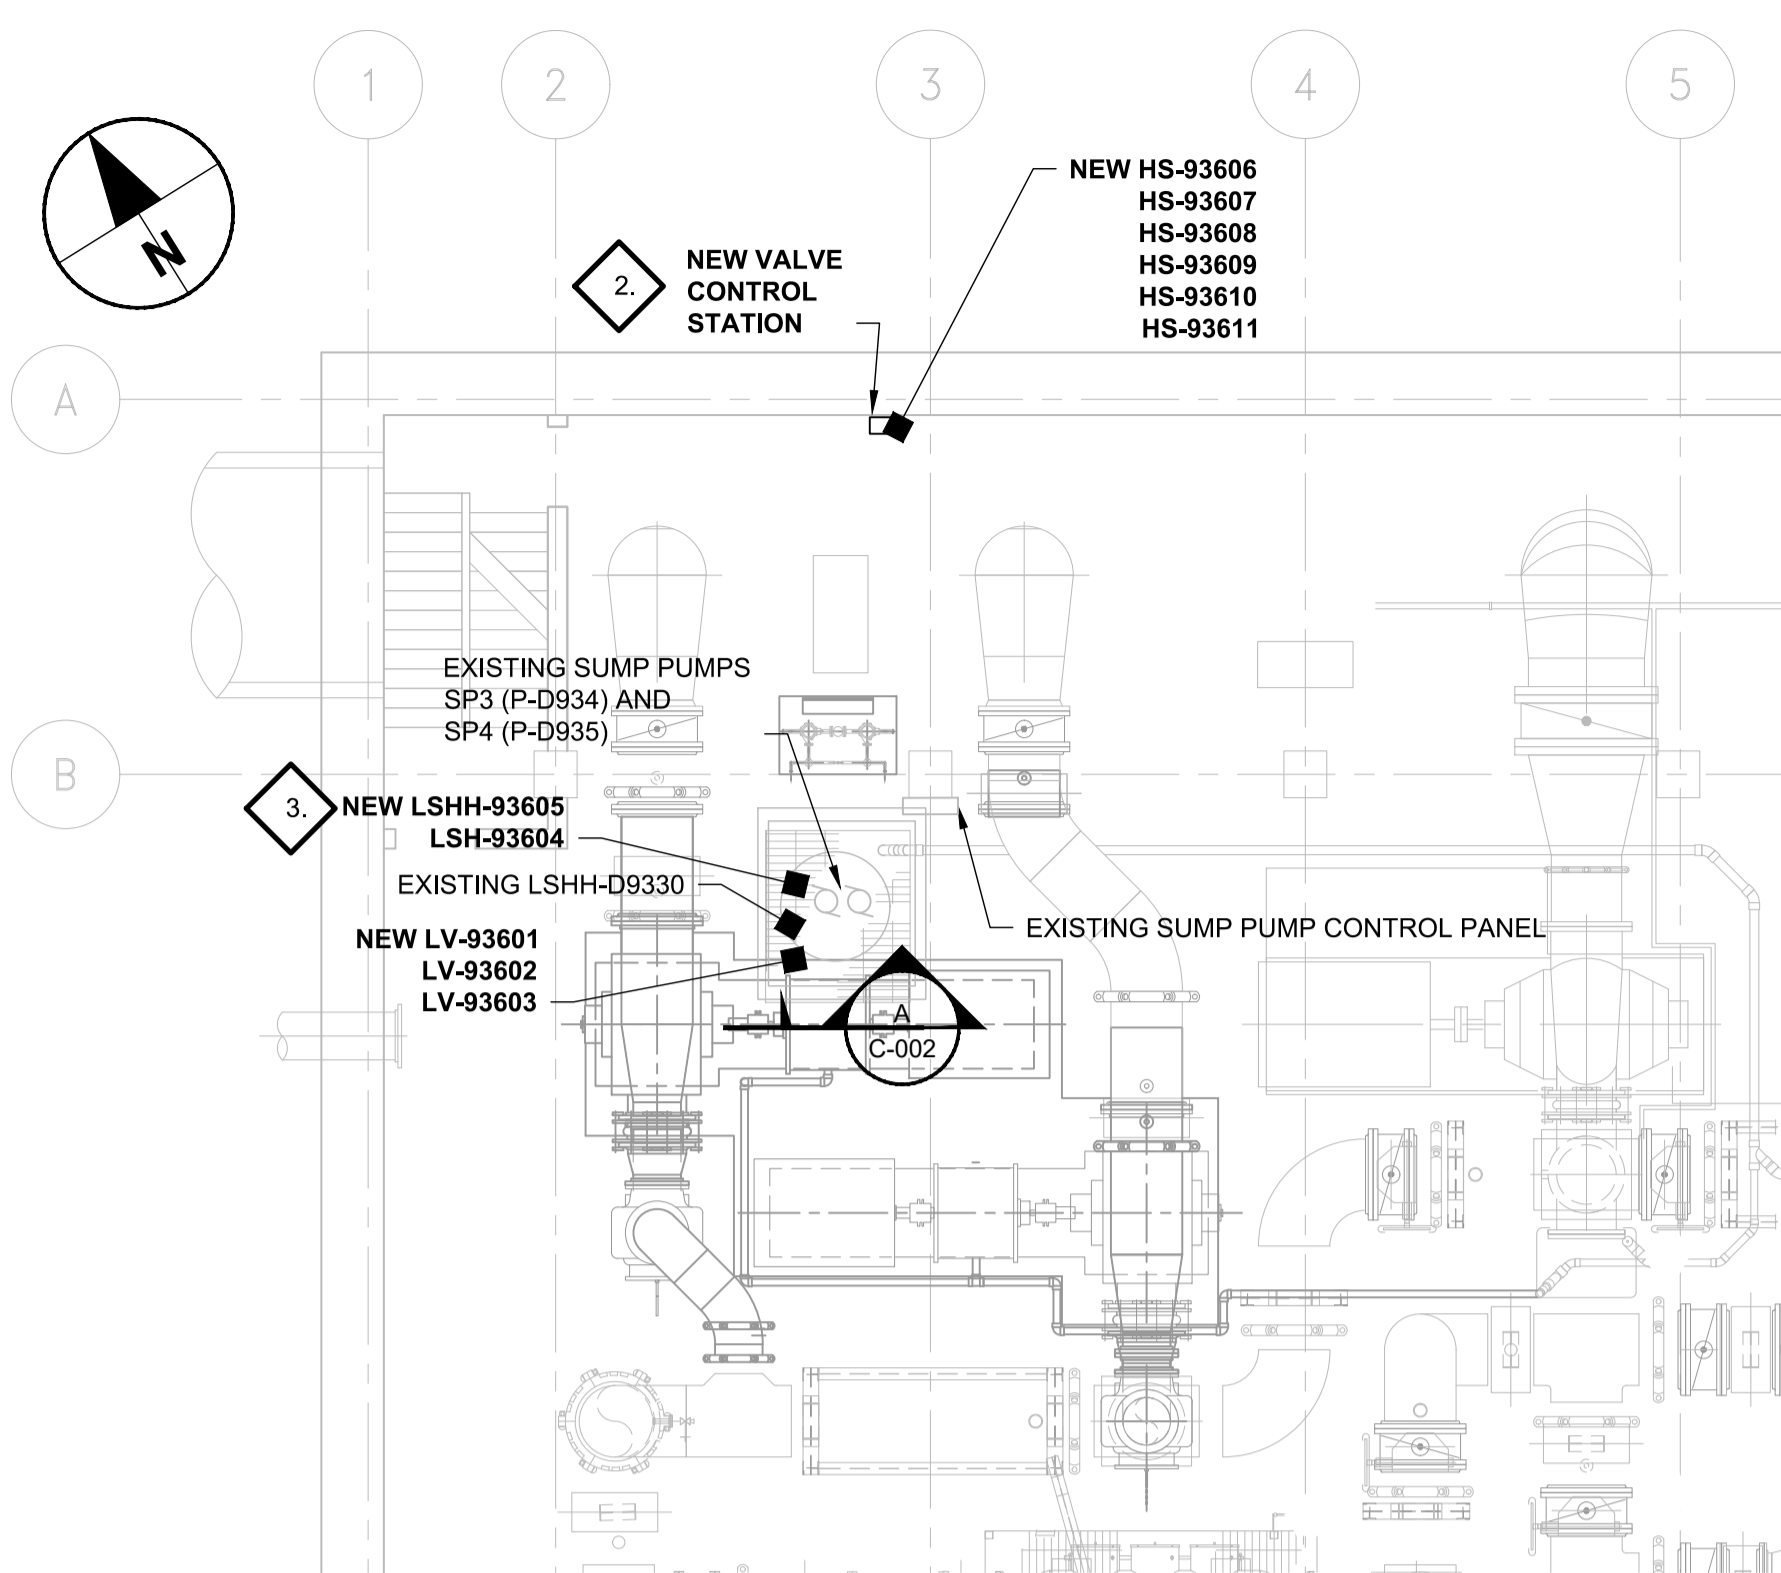 1
2
3
4
5
N
NEW HS-93606
HS-93607
HS-93608
HS-93609
HS-93610
HS-93611
2.
NEW VALVE
CONTROL
STATION
A
EXISTING SUMP PUMPS
SP3 (P-D934) AND
SP4 (P-D935)
B
3.
NEW LSHH-93605
LSH-93604
EXISTING LSHH-D9330
NEW LV-93601
LV-93602
LV-93603
EXISTING SUMP PUMP CONTROL PANEL
A
C-002